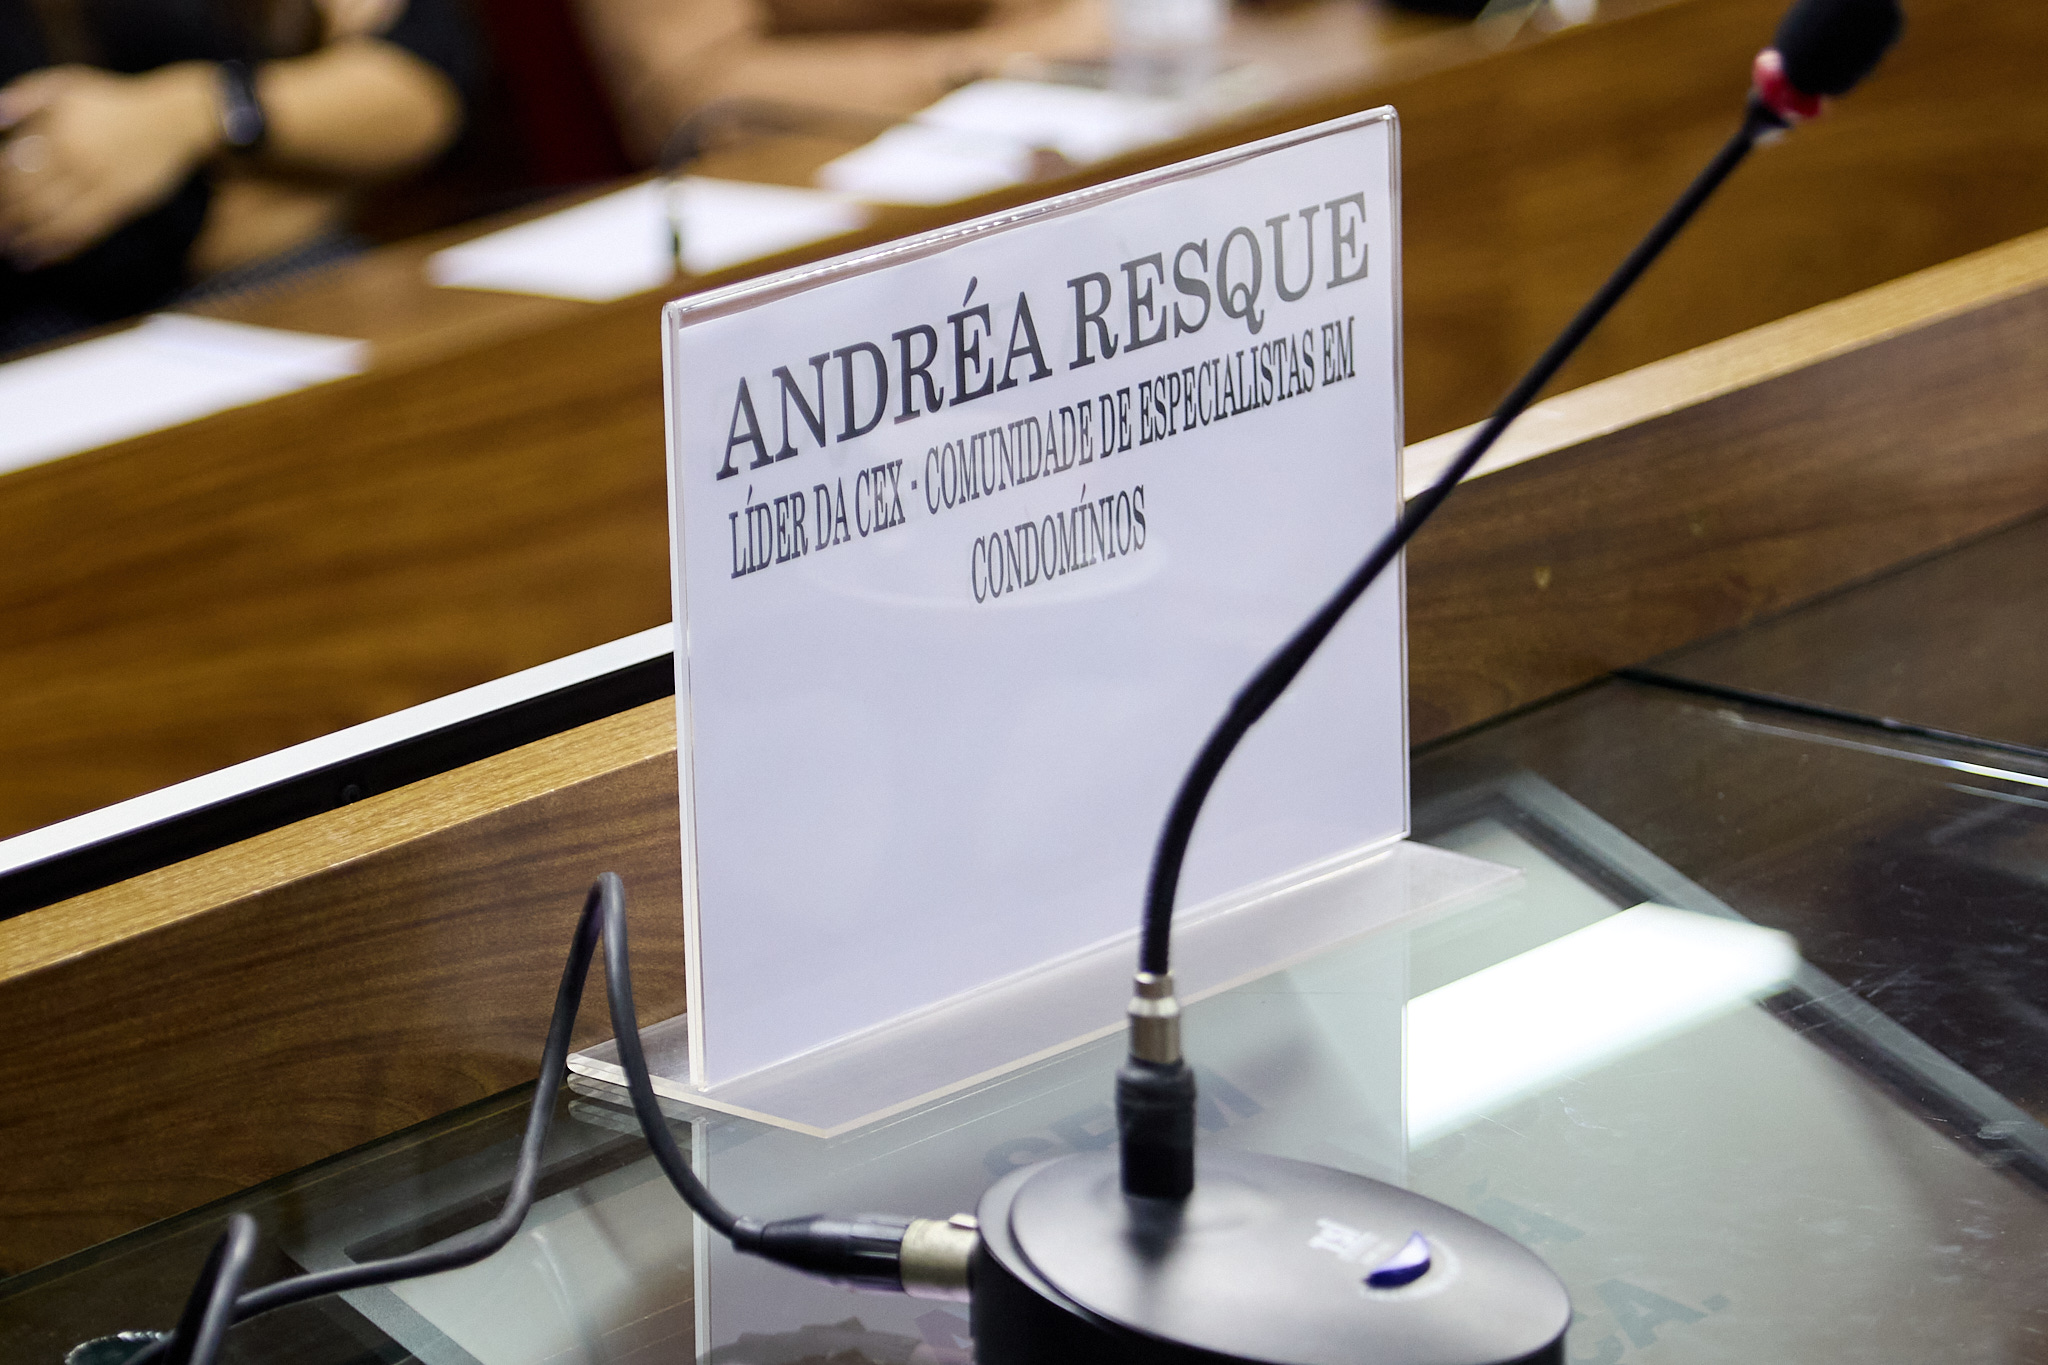 ANDRÉA RESQUE
LÍDER DA CEX - COMUNIDADE DE ESPECIALISTAS EM
CONDOMÍNIOS